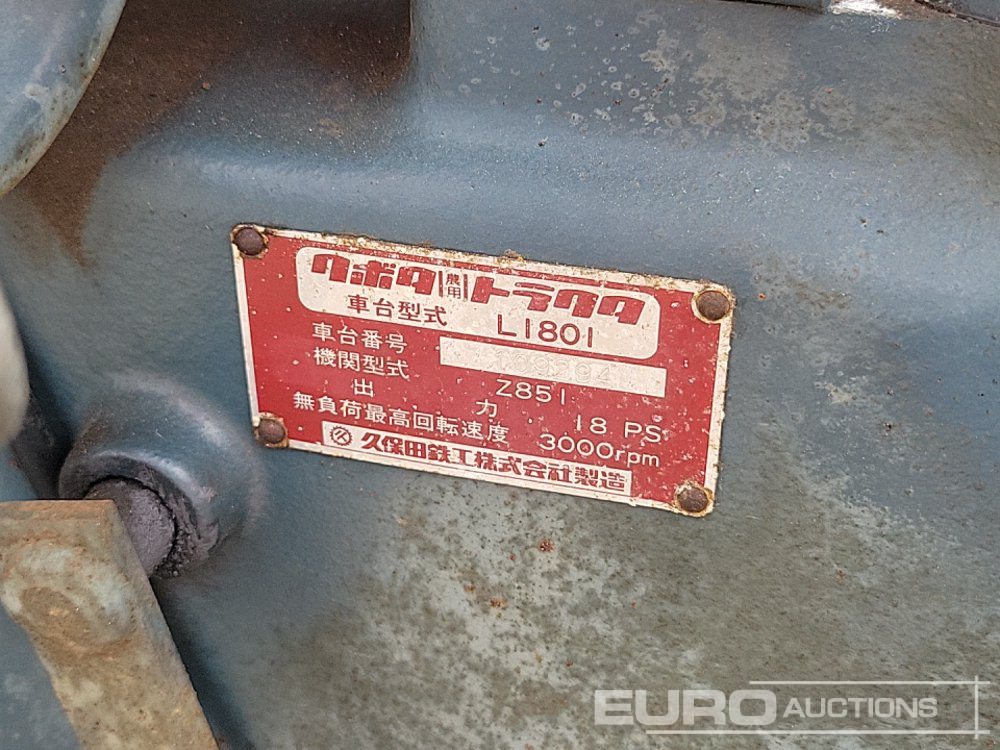 クボタ農用トラクタ
車台型式 L1801
車台番号 109294
機関型式 Z851
出力 18 PS
無負荷最高回転速度 3000rpm
久保田鉄工株式会社製造
EURO AUCTIONS